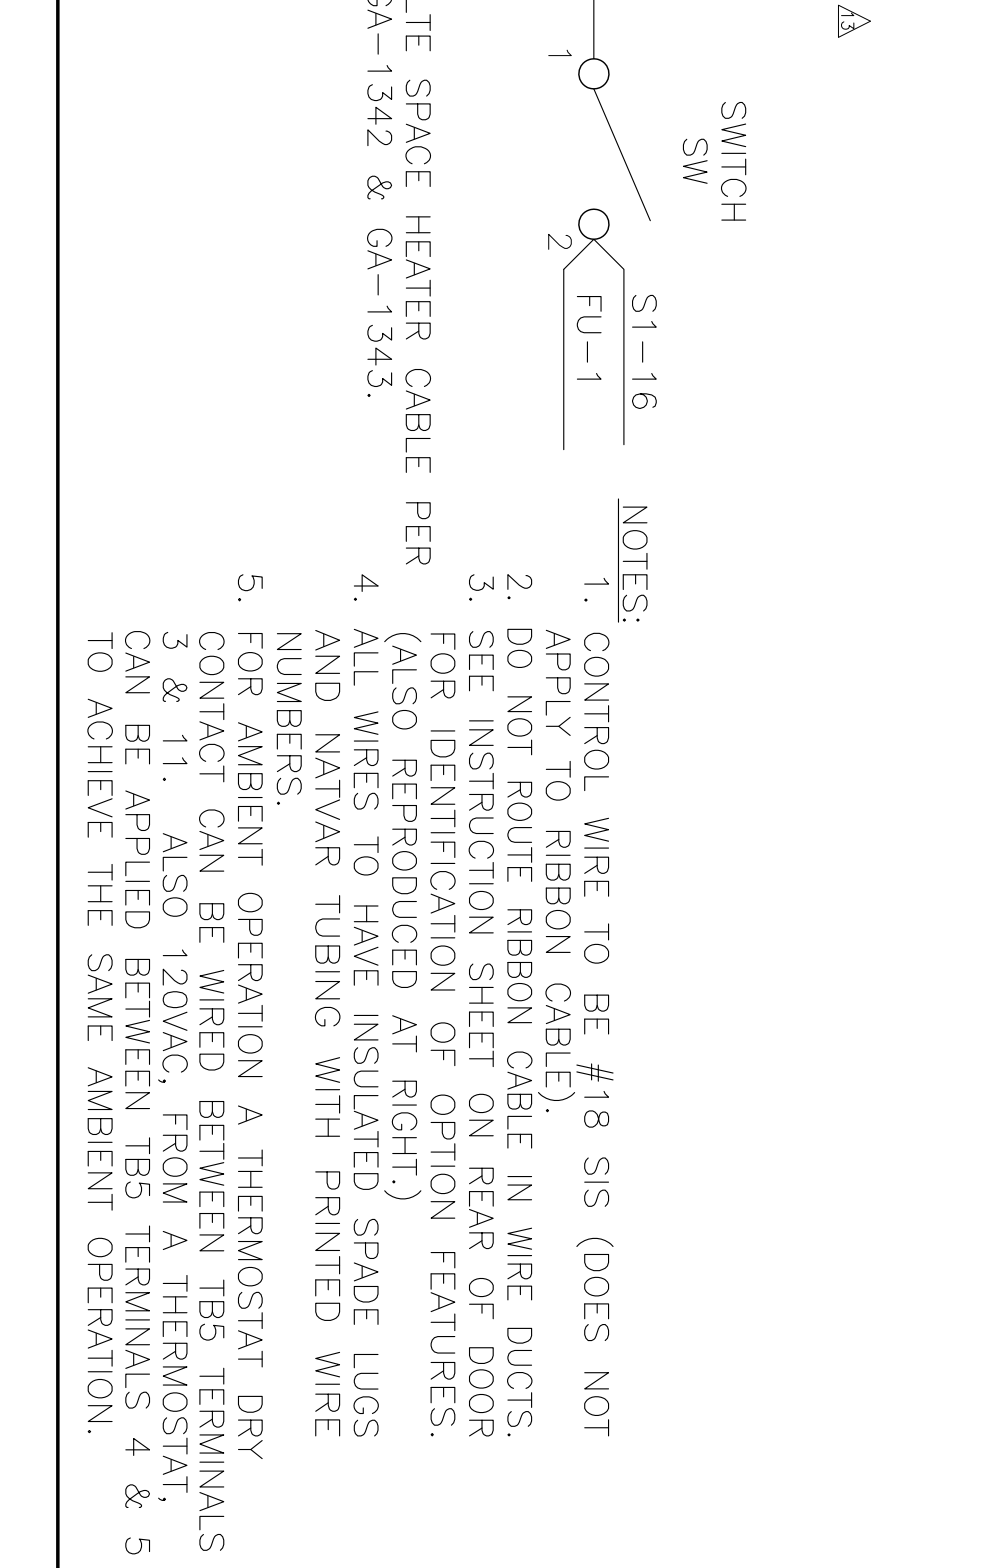 13
SWITCH
SW
1
2
S1-16
FU-1
SPACE HEATER CABLE PER
GA-1342 & GA-1343.
NOTES:
1. CONTROL WIRE TO BE #18 SIS (DOES NOT
APPLY TO RIBBON CABLE).
2. DO NOT ROUTE RIBBON CABLE IN WIRE DUCTS.
3. SEE INSTRUCTION SHEET ON REAR OF DOOR
FOR IDENTIFICATION OF OPTION FEATURES.
(ALSO REPRODUCED AT RIGHT.)
4. ALL WIRES TO HAVE INSULATED SPADE LUGS
AND NATVAR TUBING WITH PRINTED WIRE
NUMBERS.
5. FOR AMBIENT OPERATION A THERMOSTAT DRY
CONTACT CAN BE WIRED BETWEEN TB5 TERMINALS
3 & 11. ALSO 120VAC, FROM A THERMOSTAT,
CAN BE APPLIED BETWEEN TB5 TERMINALS 4 & 5
TO ACHIEVE THE SAME AMBIENT OPERATION.